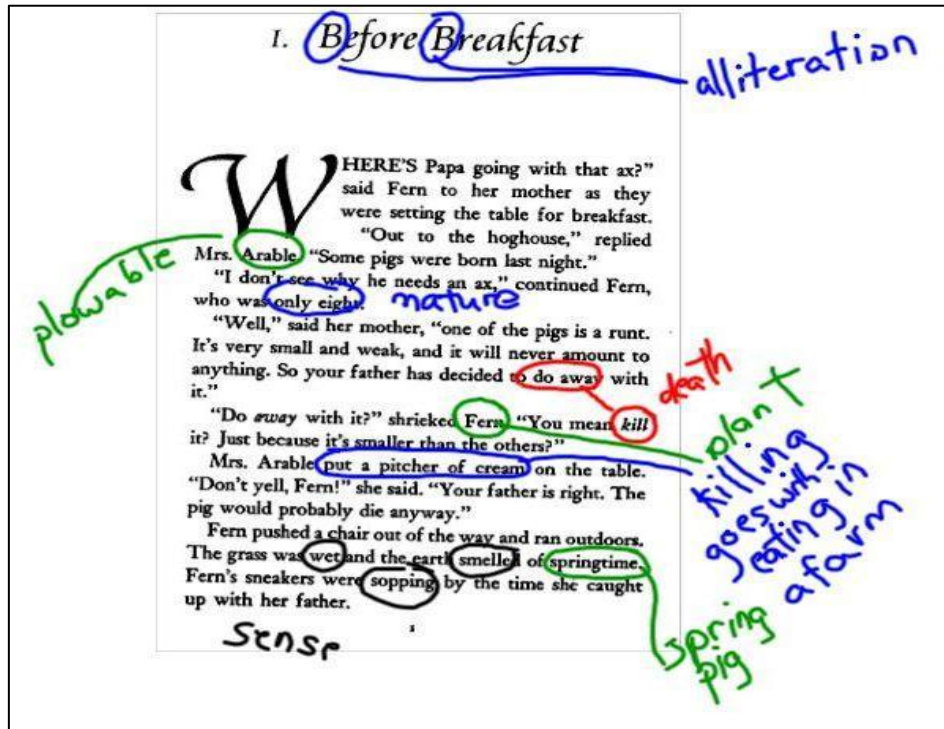 I. Before Breakfast
alliteration
WHERE'S Papa going with that ax?"
said Fern to her mother as they
were setting the table for breakfast.
"Out to the hoghouse," replied
Mrs. Arable. "Some pigs were born last night."
plowable
"I don't see why he needs an ax," continued Fern,
who was only eight.
nature
"Well," said her mother, "one of the pigs is a runt.
It's very small and weak, and it will never amount to
anything. So your father has decided to do away with
it."
death
"Do away with it?" shrieked Fern. "You mean kill
it? Just because it's smaller than the others?"
plant
Mrs. Arable put a pitcher of cream on the table.
"Don't yell, Fern!" she said. "Your father is right. The
pig would probably die anyway."
killing
goes with
eating in
a farm
Fern pushed a chair out of the way and ran outdoors.
The grass was wet and the earth smelled of springtime.
Fern's sneakers were sopping by the time she caught
up with her father.
spring
pig
sense